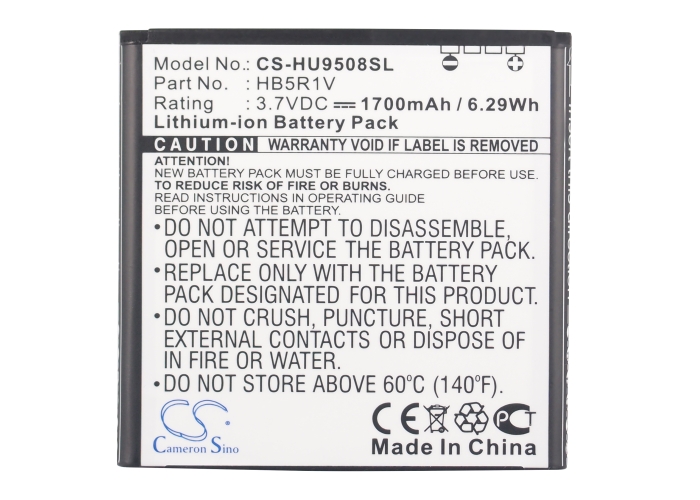 Model No.: CS-HU9508SL
Part No.: HB5R1V
Rating : 3.7VDC 1700mAh / 6.29Wh
Lithium-ion Battery Pack
CAUTION WARRANTY VOID IF LABEL IS REMOVED
ATTENTION!
NEW BATTERY PACK MUST BE FULLY CHARGED BEFORE USE.
TO REDUCE RISK OF FIRE OR BURNS.
READ INSTRUCTIONS IN OPERATING GUIDE
BEFORE USING THE BATTERY.
•DO NOT ATTEMPT TO DISASSEMBLE,
OPEN OR SERVICE THE BATTERY PACK.
•REPLACE ONLY WITH THE BATTERY
PACK DESIGNATED FOR THE PRODUCT.
•DO NOT CRUSH, PUNCTURE, SHORT
EXTERNAL CONTACTS OR DISPOSE OF
IN FIRE OR WATER.
•DO NOT STORE ABOVE 60°C (140°F).
CS
Cameron Sino
CE PCT
Made In China